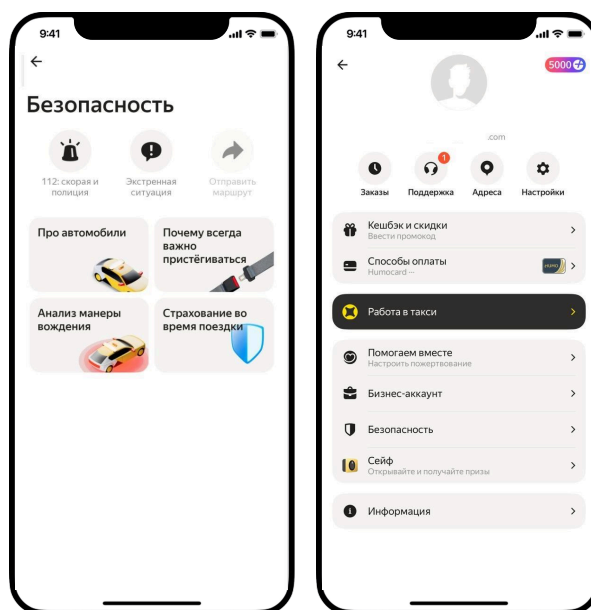 9:41
Безопасность
112: скорая и
полиция
Экстренная
ситуация
Отправить
маршрут
Про автомобили
Почему всегда
важно
пристёгиваться
Анализ манеры
вождения
Страхование во
время поездки
9:41
5000
.com
1
Заказы
Поддержка
Адреса
Настройки
Кешбэк и скидки
Ввести промокод
Способы оплаты
Humocard ··
HUMO
Работа в такси
Помогаем вместе
Настроить пожертвование
Бизнес-аккаунт
Безопасность
Сейф
Открывайте и получайте призы
Информация